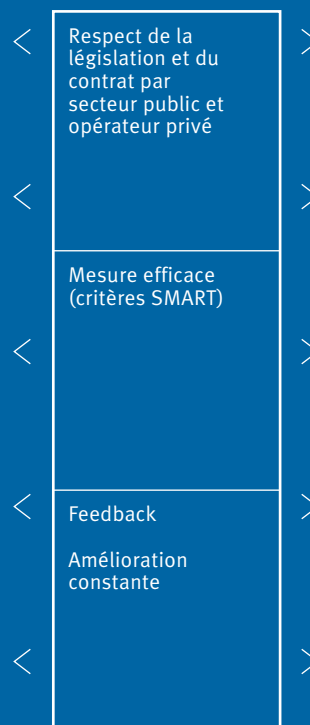 Respect de la
législation et du
contrat par
secteur public et
opérateur privé
Mesure efficace
(critères SMART)
Feedback
Amélioration
constante